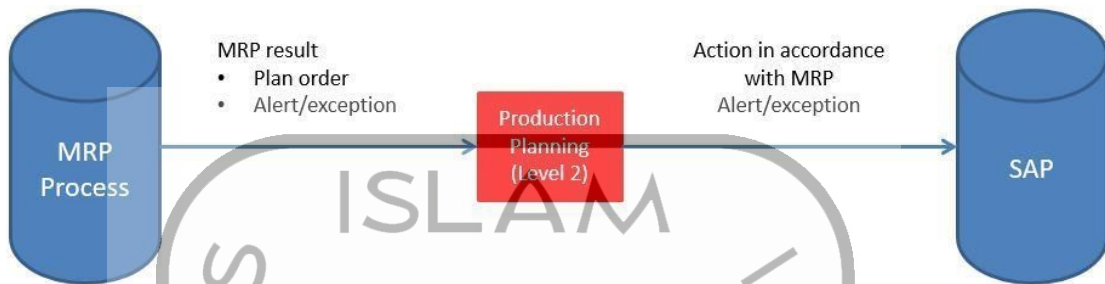 MRP
Process
MRP result
• Plan order
• Alert/exception
Production
Planning
(Level 2)
Action in accordance
with MRP
Alert/exception
SAP
ISLAM